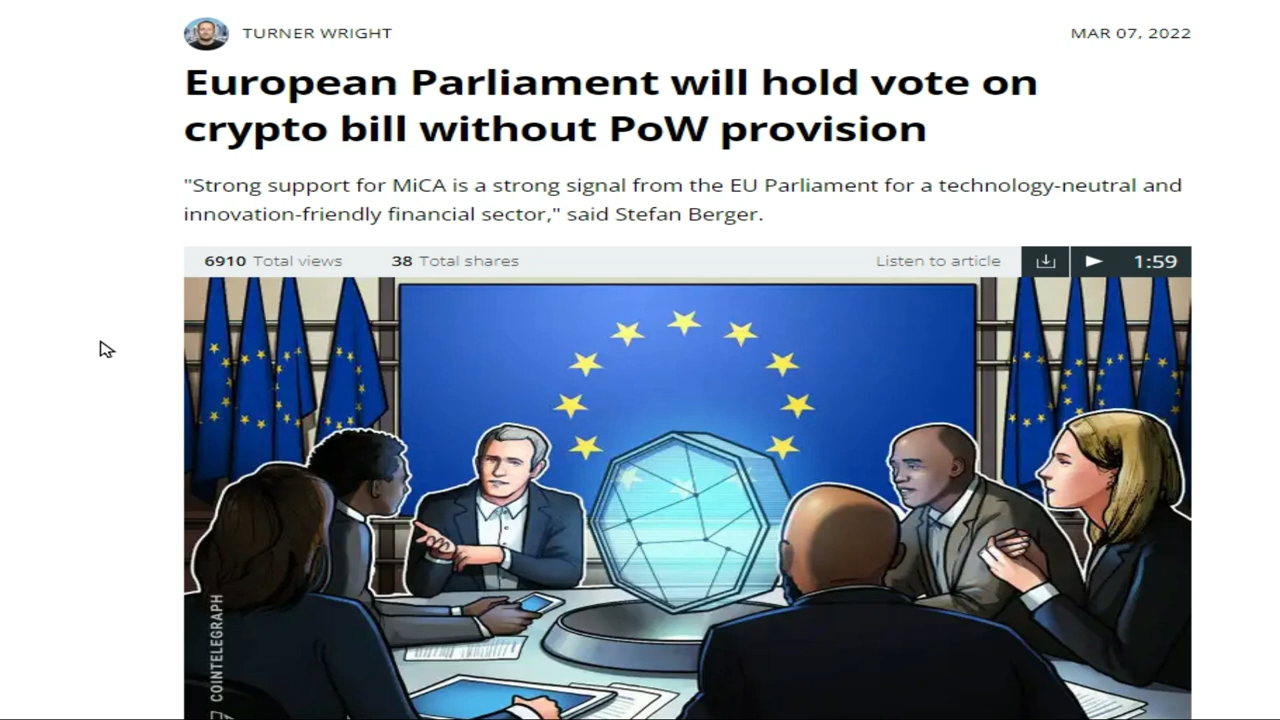 TURNER WRIGHT
MAR 07, 2022
European Parliament will hold vote on
crypto bill without PoW provision
"Strong support for MiCA is a strong signal from the EU Parliament for a technology-neutral and
innovation-friendly financial sector," said Stefan Berger.
6910 Total views 38 Total shares Listen to article 1:59
COINTELEGRAPH